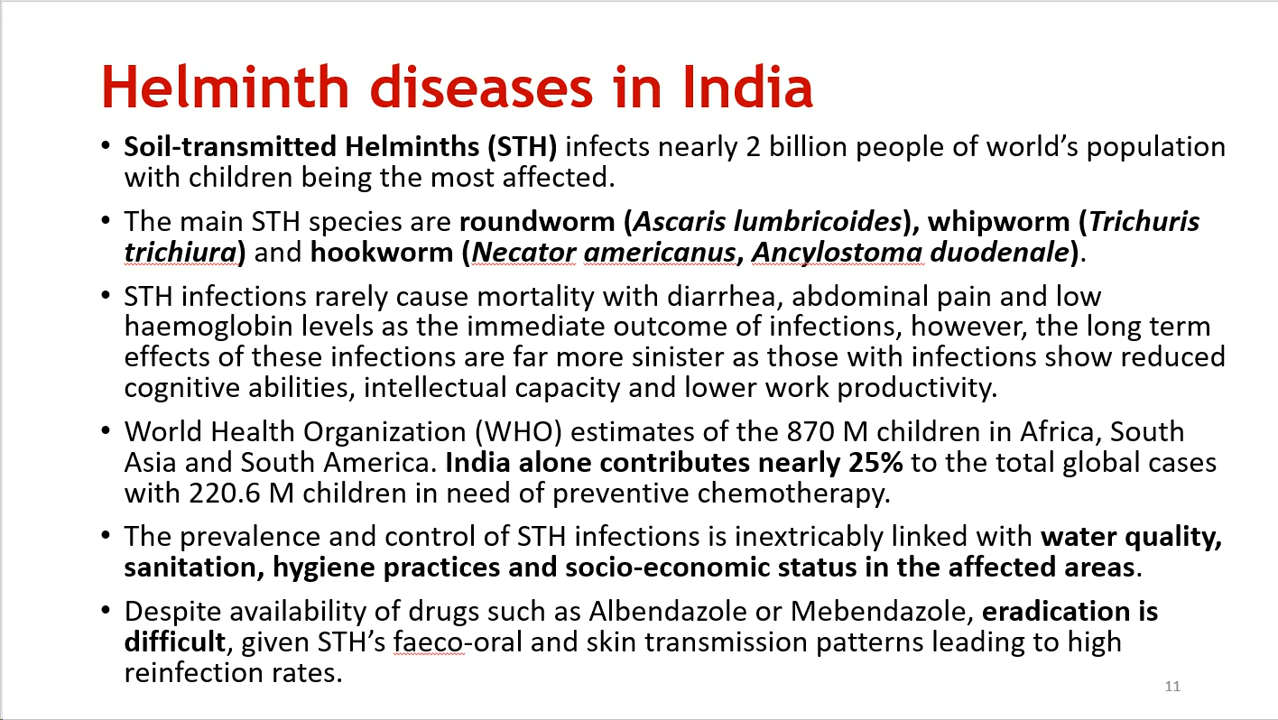 Helminth diseases in India
• Soil-transmitted Helminths (STH) infects nearly 2 billion people of world’s population
with children being the most affected.
• The main STH species are roundworm (Ascaris lumbricoides), whipworm (Trichuris
trichiura) and hookworm (Necator americanus, Ancylostoma duodenale).
• STH infections rarely cause mortality with diarrhea, abdominal pain and low
haemoglobin levels as the immediate outcome of infections, however, the long term
effects of these infections are far more sinister as those with infections show reduced
cognitive abilities, intellectual capacity and lower work productivity.
• World Health Organization (WHO) estimates of the 870 M children in Africa, South
Asia and South America. India alone contributes nearly 25% to the total global cases
with 220.6 M children in need of preventive chemotherapy.
• The prevalence and control of STH infections is inextricably linked with water quality,
sanitation, hygiene practices and socio-economic status in the affected areas.
• Despite availability of drugs such as Albendazole or Mebendazole, eradication is
difficult, given STH’s faeco-oral and skin transmission patterns leading to high
reinfection rates.
11